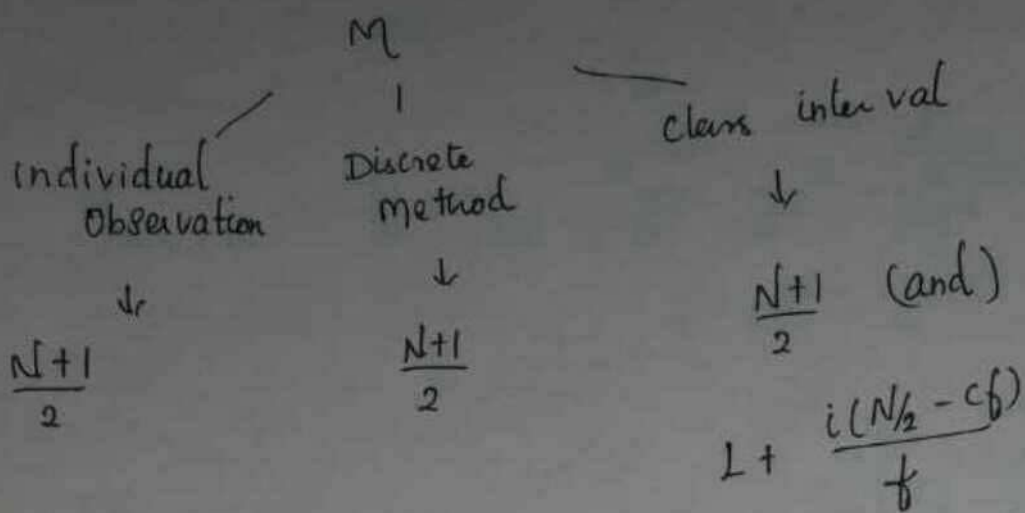 M
individual Observation
↓
N+1
2
Discrete method
↓
N+1
2
class interval
↓
N+1 (and)
2
L + i(N/2 - cf)
f